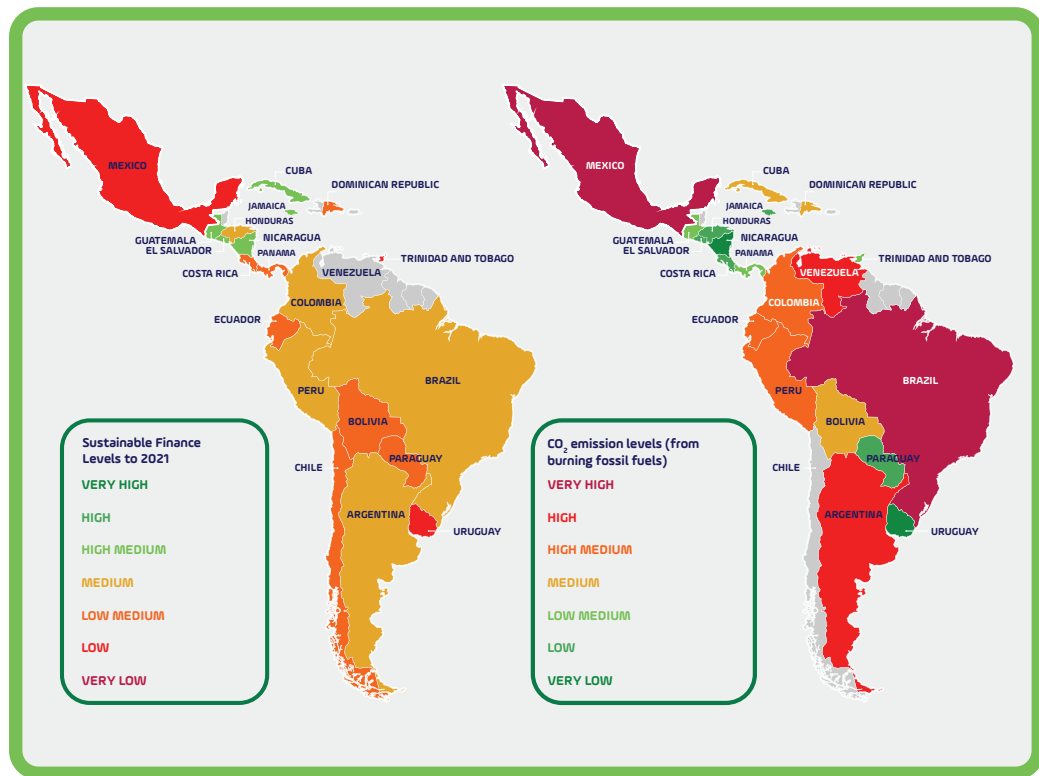 MEXICO
CUBA
DOMINICAN REPUBLIC
JAMAICA
HONDURAS
GUATEMALA
NICARAGUA
EL SALVADOR
PANAMA
COSTA RICA
TRINIDAD AND TOBAGO
VENEZUELA
COLOMBIA
ECUADOR
BRAZIL
PERU
BOLIVIA
PARAGUAY
CHILE
ARGENTINA
URUGUAY
Sustainable Finance
Levels to 2021
VERY HIGH
HIGH
HIGH MEDIUM
MEDIUM
LOW MEDIUM
LOW
VERY LOW
MEXICO
CUBA
DOMINICAN REPUBLIC
JAMAICA
HONDURAS
GUATEMALA
NICARAGUA
EL SALVADOR
PANAMA
COSTA RICA
TRINIDAD AND TOBAGO
VENEZUELA
COLOMBIA
ECUADOR
BRAZIL
PERU
BOLIVIA
PARAGUAY
CHILE
ARGENTINA
URUGUAY
CO₂ emission levels (from
burning fossil fuels)
VERY HIGH
HIGH
HIGH MEDIUM
MEDIUM
LOW MEDIUM
LOW
VERY LOW